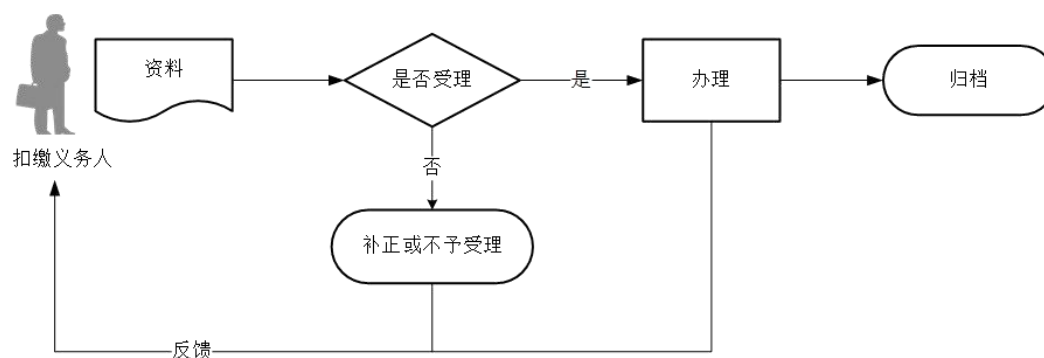 资料
是否受理
是
办理
归档
扣缴义务人
否
补正或不予受理
反馈